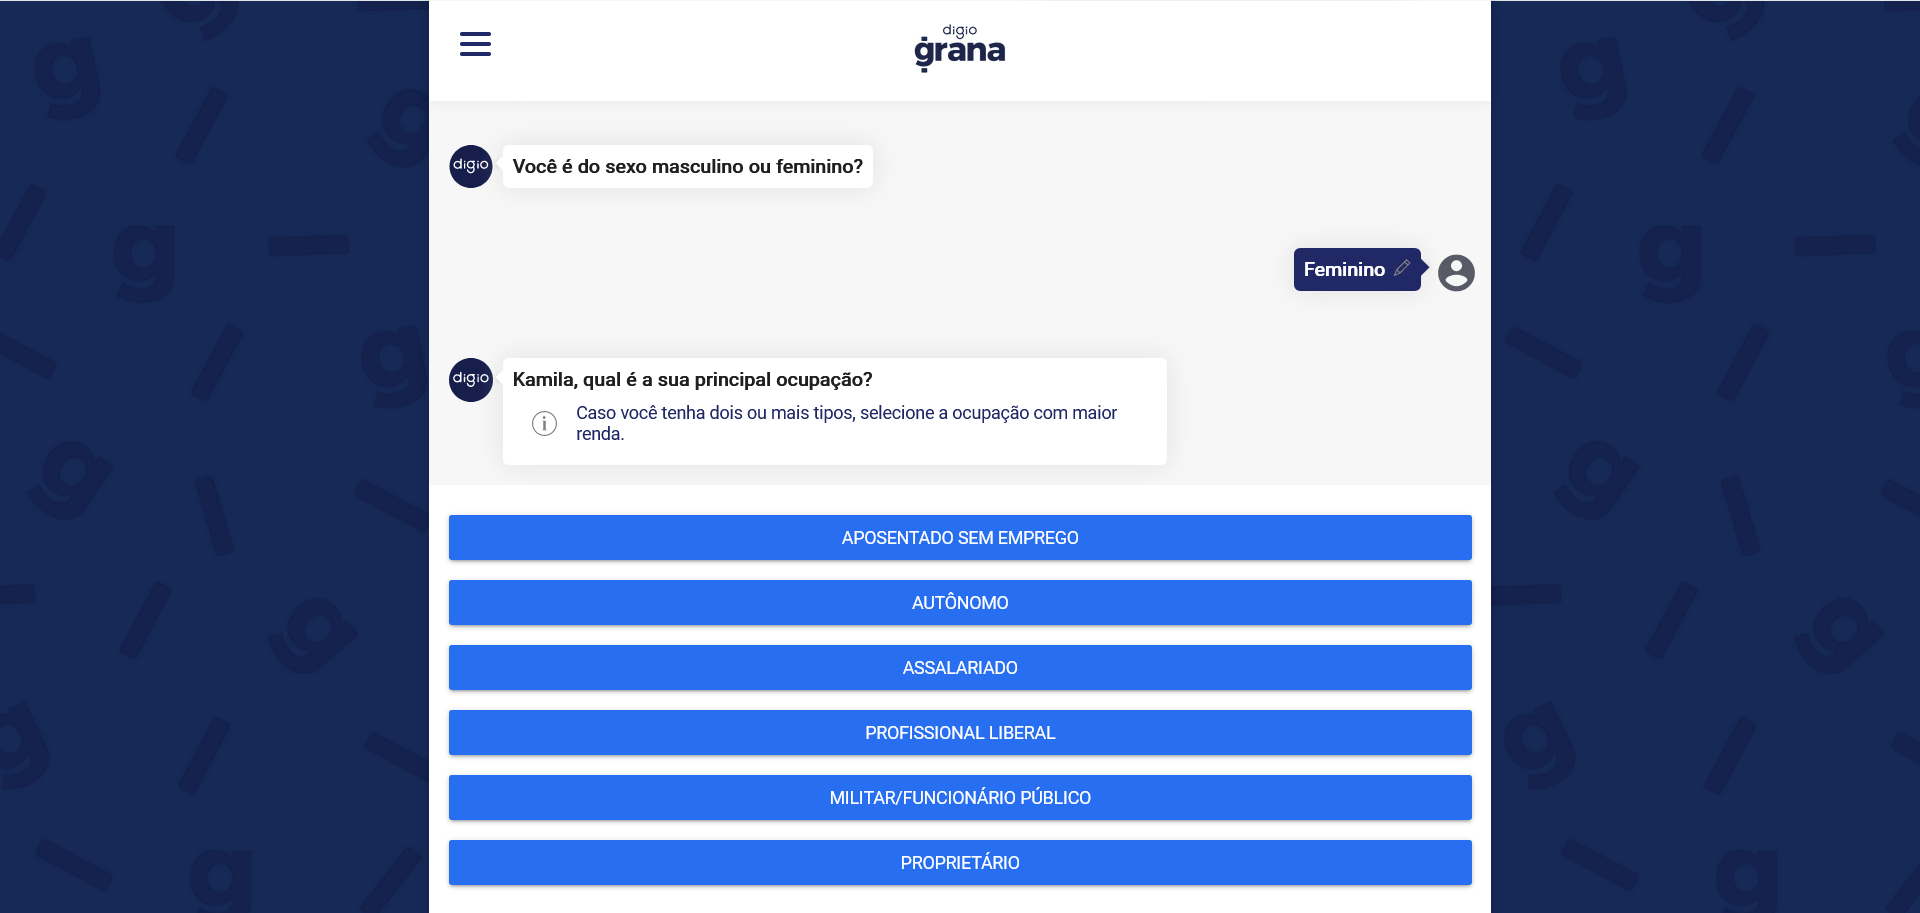 digio
grana
digio
Você é do sexo masculino ou feminino?
Feminino
digio
Kamila, qual é a sua principal ocupação?
Caso você tenha dois ou mais tipos, selecione a ocupação com maior
renda.
APOSENTADO SEM EMPREGO
AUTÔNOMO
ASSALARIADO
PROFISSIONAL LIBERAL
MILITAR/FUNCIONÁRIO PÚBLICO
PROPRIETÁRIO